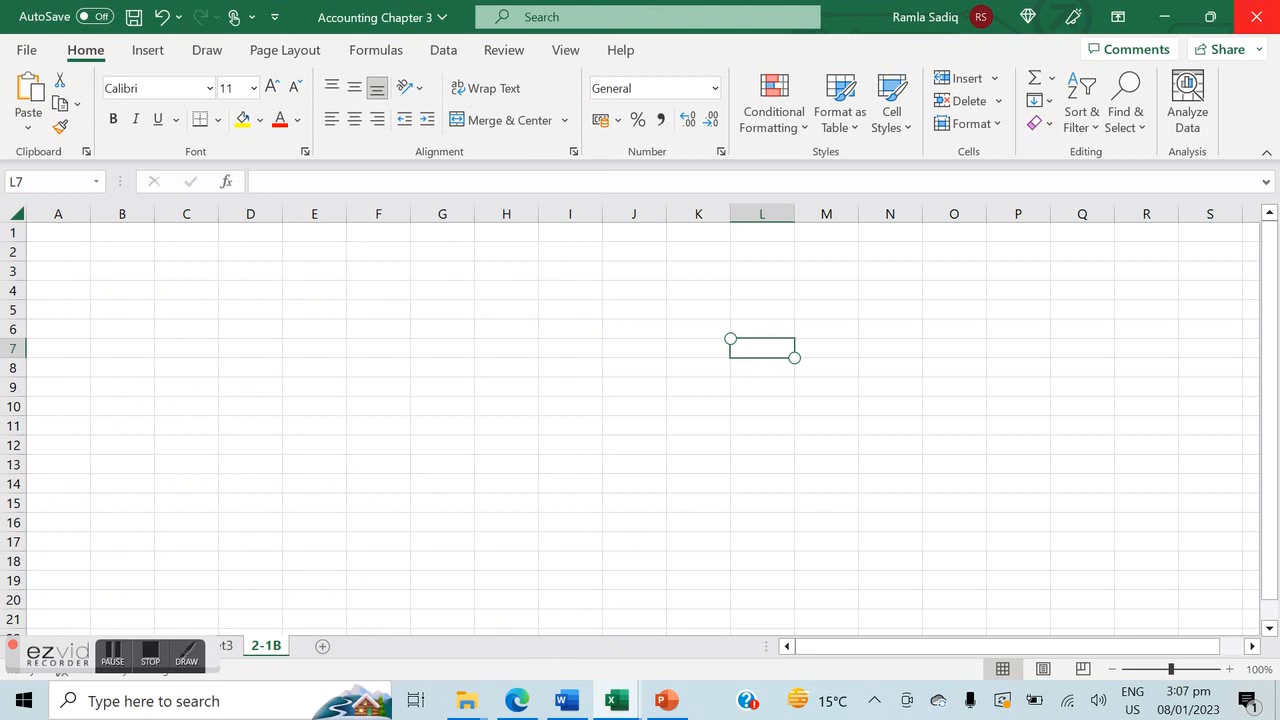 AutoSave Off Accounting Chapter 3 Search Ramla Sadiq RS
File Home Insert Draw Page Layout Formulas Data Review View Help Comments Share
Paste Calibri 11 A A ab Wrap Text General Conditional Formatting Format as Table Cell Styles Insert Sort & Filter Find & Select Analyze Data
B I U A Merge & Center % Delete
Format
Clipboard Font Alignment Number Styles Cells Editing Analysis
L7 fx
A B C D E F G H I J K L M N O P Q R S
1
2
3
4
5
6
7
8
9
10
11
12
13
14
15
16
17
18
19
20
21
ezvid RECORDER PAUSE STOP DRAW t3 2-1B
100%
Type here to search 15°C ENG US 3:07 pm 08/01/2023 1